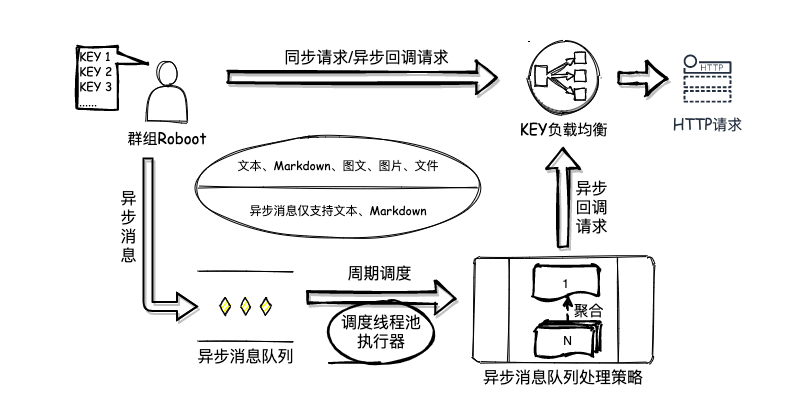 KEY 1
KEY 2
KEY 3
......
群组Roboot
同步请求/异步回调请求
KEY负载均衡
HTTP
HTTP请求
文本、Markdown、图文、图片、文件
异步消息仅支持文本、Markdown
异步消息
异步
回调
请求
异步消息队列
周期调度
调度线程池
执行器
1
聚合
N
异步消息队列处理策略